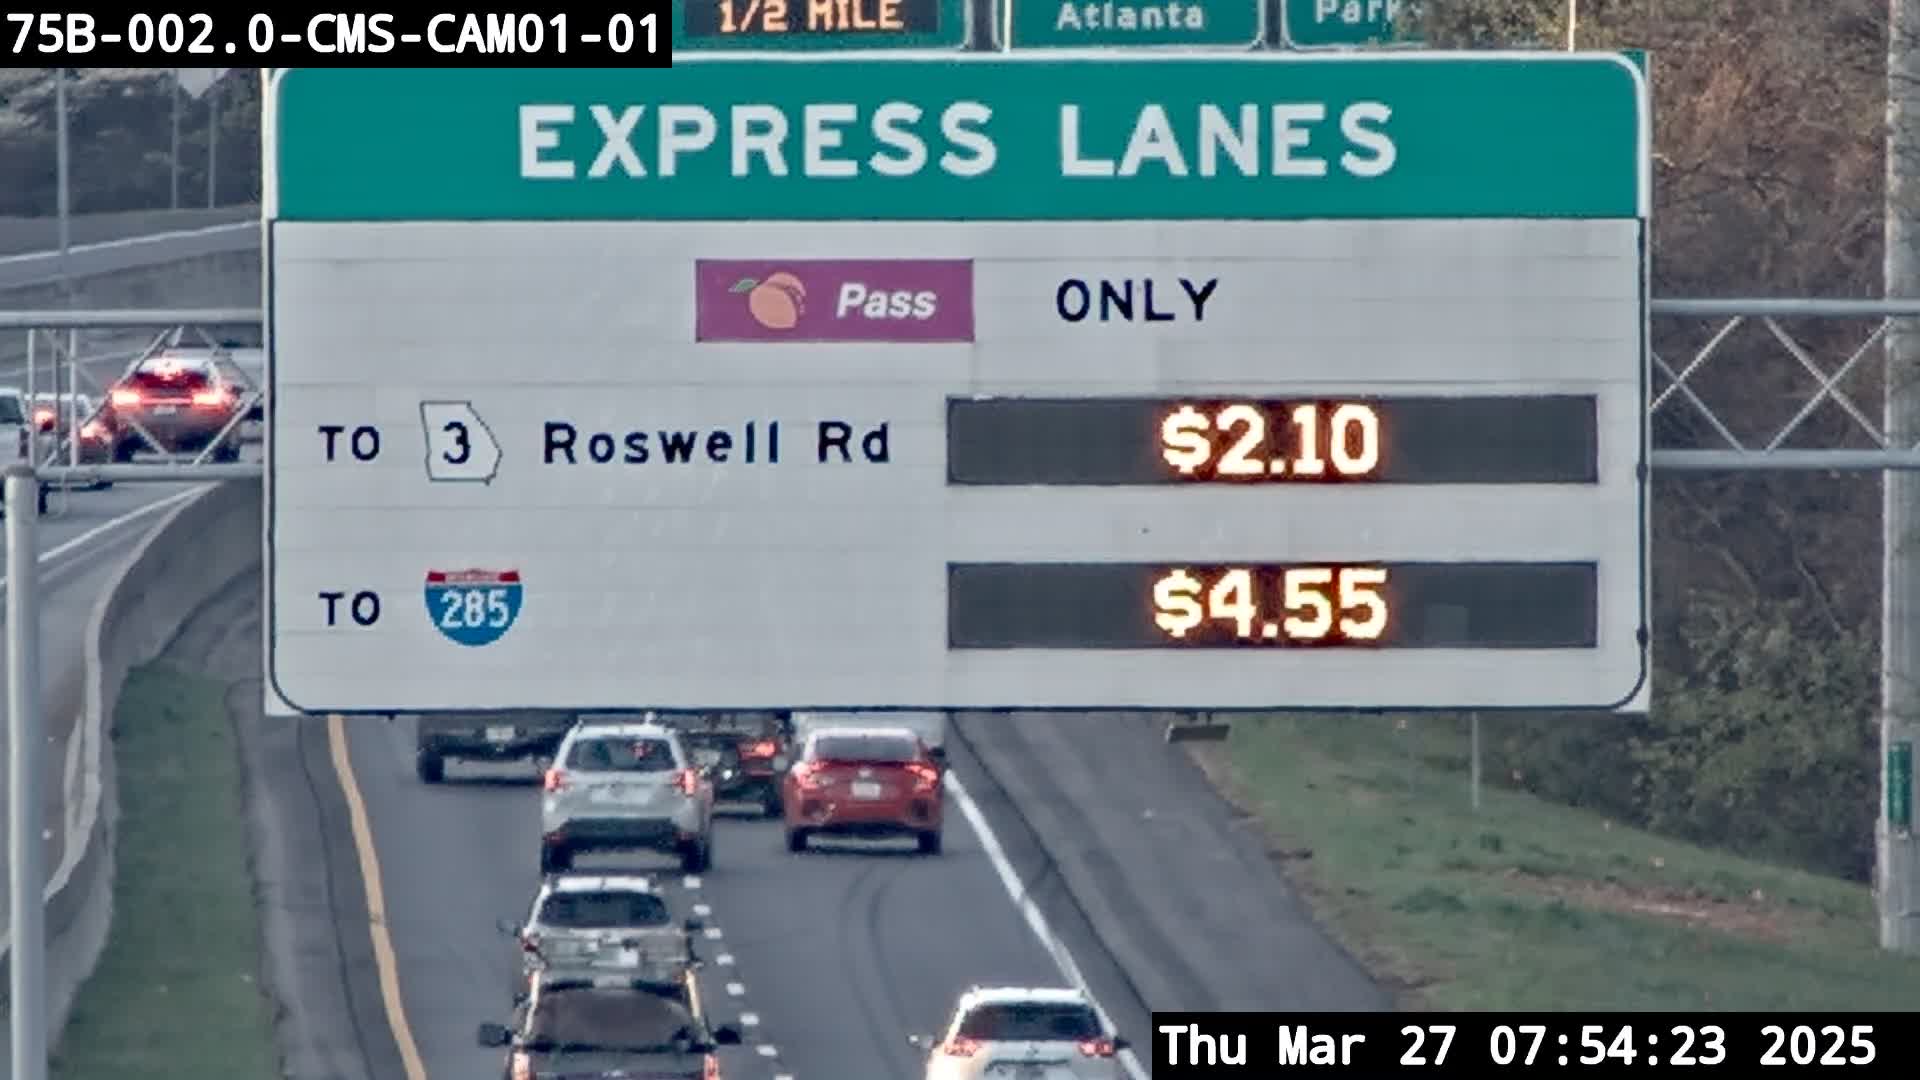 75B-002.0-CMS-CAM01-01
1/2 MILE
Atlanta
EXPRESS LANES
Pass ONLY
TO 3 Roswell Rd $2.10
TO 285 $4.55
Thu Mar 27 07:54:23 2025